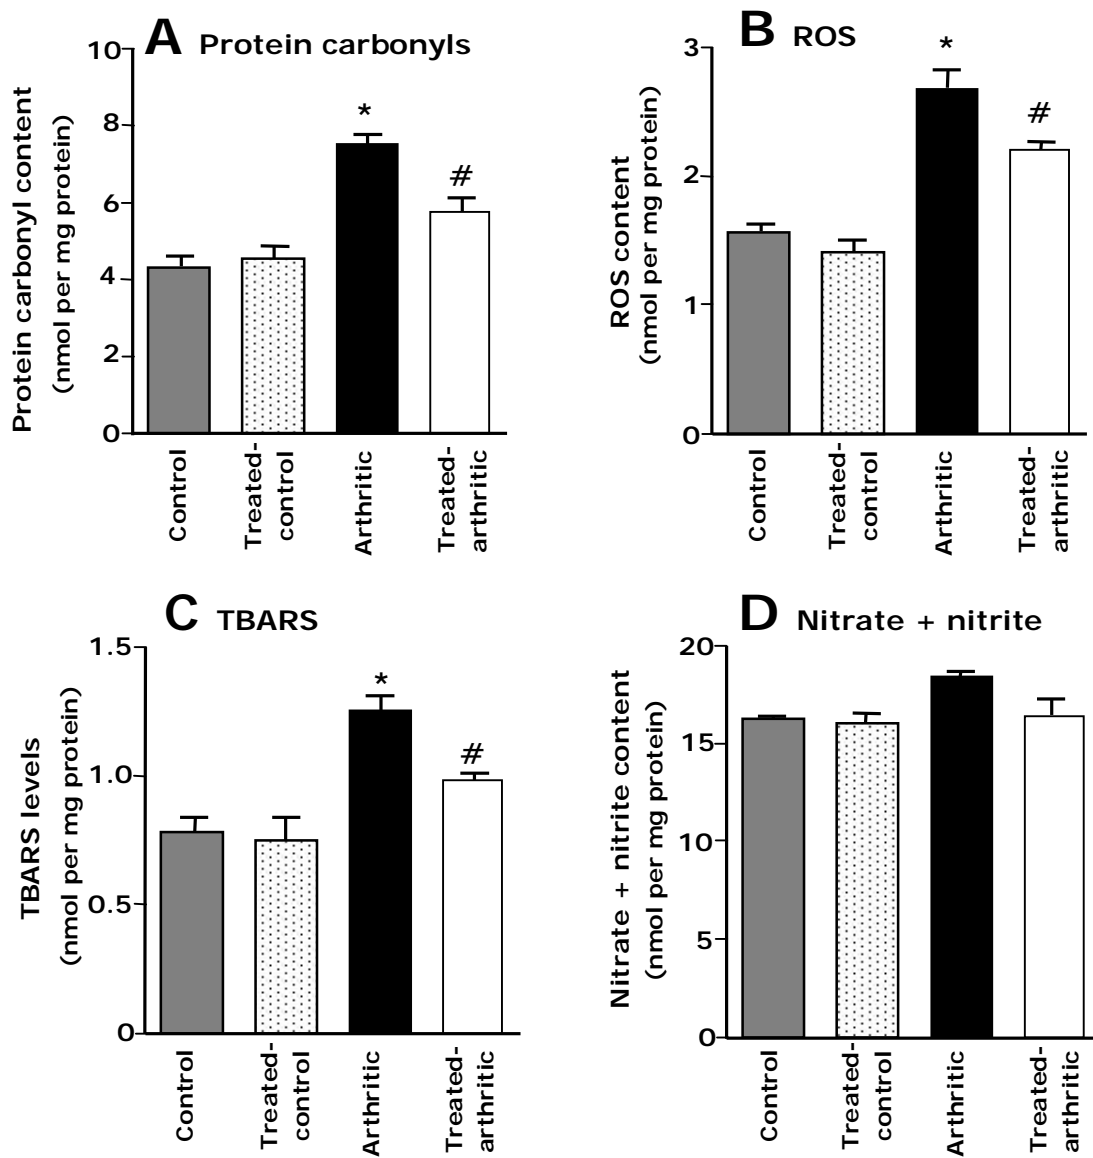 A Protein carbonyls
Protein carbonyl content
(nmol per mg protein)
10
8
6
4
2
0
*
#
Control
Treated-
control
Arthritic
Treated-
arthritic
B ROS
ROS content
(nmol per mg protein)
3
2
1
0
*
#
Control
Treated-
control
Arthritic
Treated-
arthritic
C TBARS
TBARS levels
(nmol per mg protein)
1.5
1.0
0.5
0
*
#
Control
Treated-
control
Arthritic
Treated-
arthritic
D Nitrate + nitrite
Nitrate + nitrite content
(nmol per mg protein)
20
15
10
5
0
Control
Treated-
control
Arthritic
Treated-
arthritic